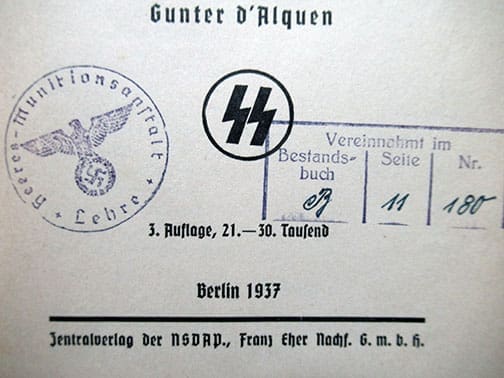 Gunter d'Alquen
Heeres-Munitionsanstalt
* Lehre *
SS
Vereinnahmt im
Bestands-
buch
Seite
Nr.
B
11
180
3. Auflage, 21.—30. Tausend
Berlin 1937
Zentralverlag der NSDAP., Franz Eher Nachf. G. m. b. H.